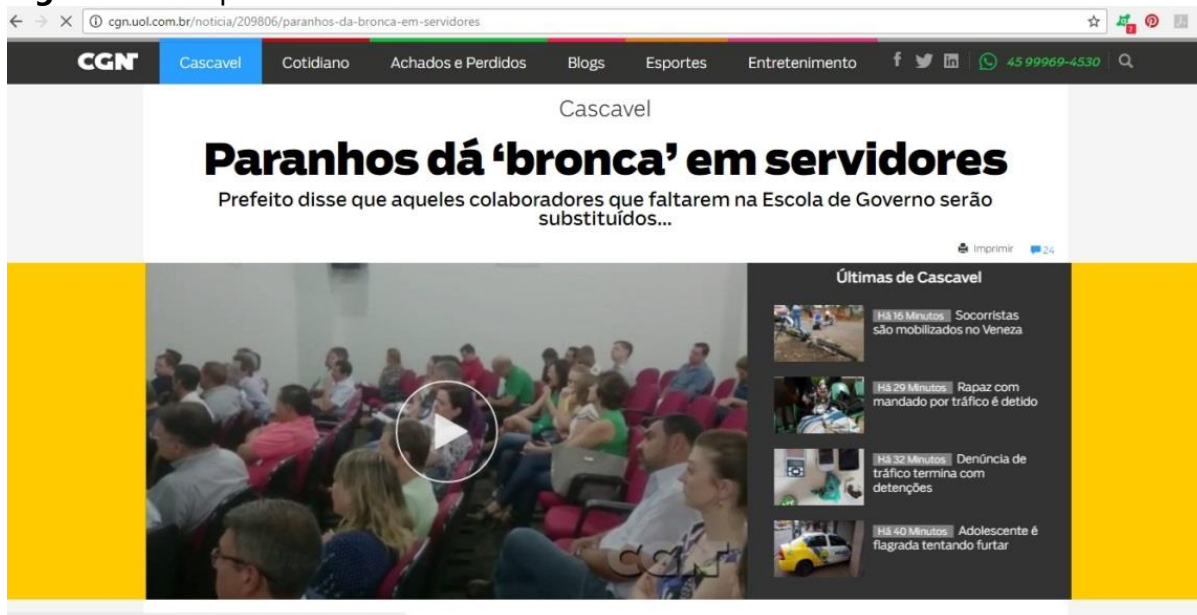 cgn.uol.com.br/noticia/209806/paranhos-da-bronca-em-servidores
CGN Cascavel Cotidiano Achados e Perdidos Blogs Esportes Entretenimento 45 99969-4530
Cascavel
Paranhos dá ‘bronca’ em servidores
Prefeito disse que aqueles colaboradores que faltarem na Escola de Governo serão
substituídos...
Imprimir 24
Últimas de Cascavel
Há 16 Minutos Socorristas
são mobilizados no Veneza
Há 29 Minutos Rapaz com
mandado por tráfico é detido
Há 32 Minutos Denúncia de
tráfico termina com
detenções
Há 40 Minutos Adolescente é
flagrada tentando furtar
CGN